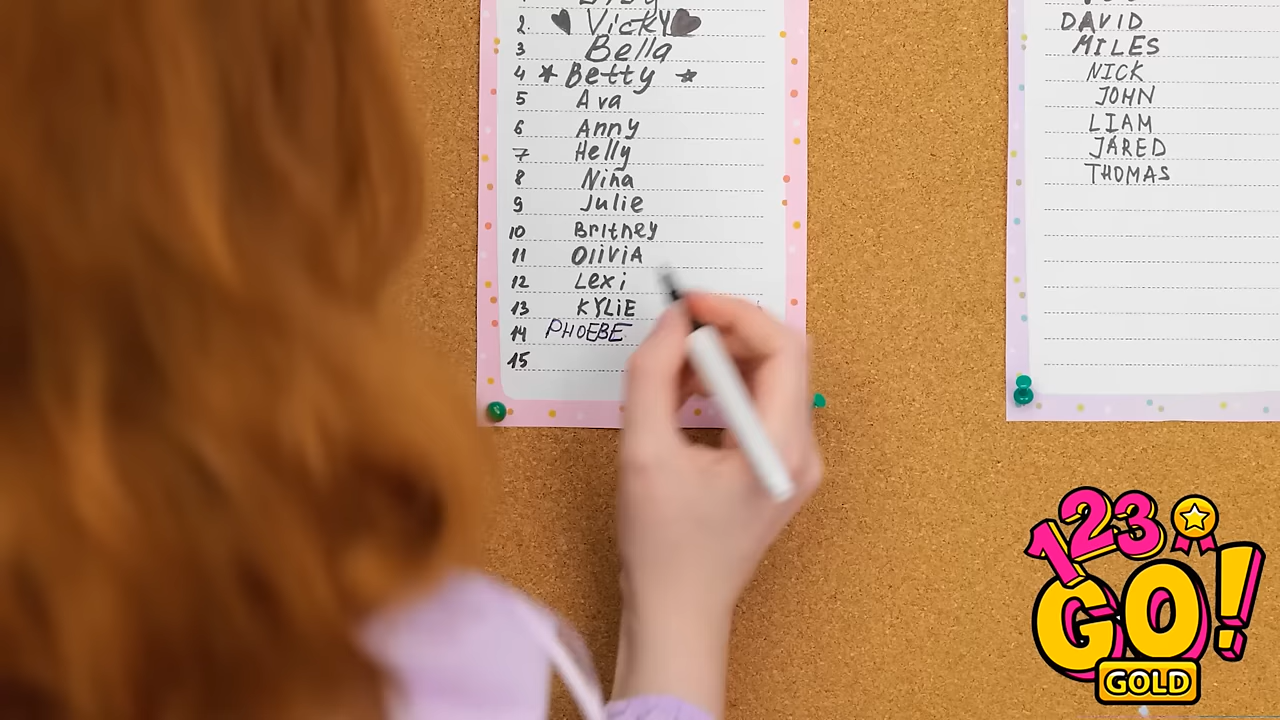 2. Vicky
3 Bella
4 * Betty *
5 Ava
6 Anny
7 Helly
8 Nina
9 Julie
10 Britney
11 OliviA
12 Lexi
13 KYLiE
14 PHOEBE
15
DAVID
MILES
NICK
JOHN
LIAM
JARED
THOMAS
123
GO!
GOLD